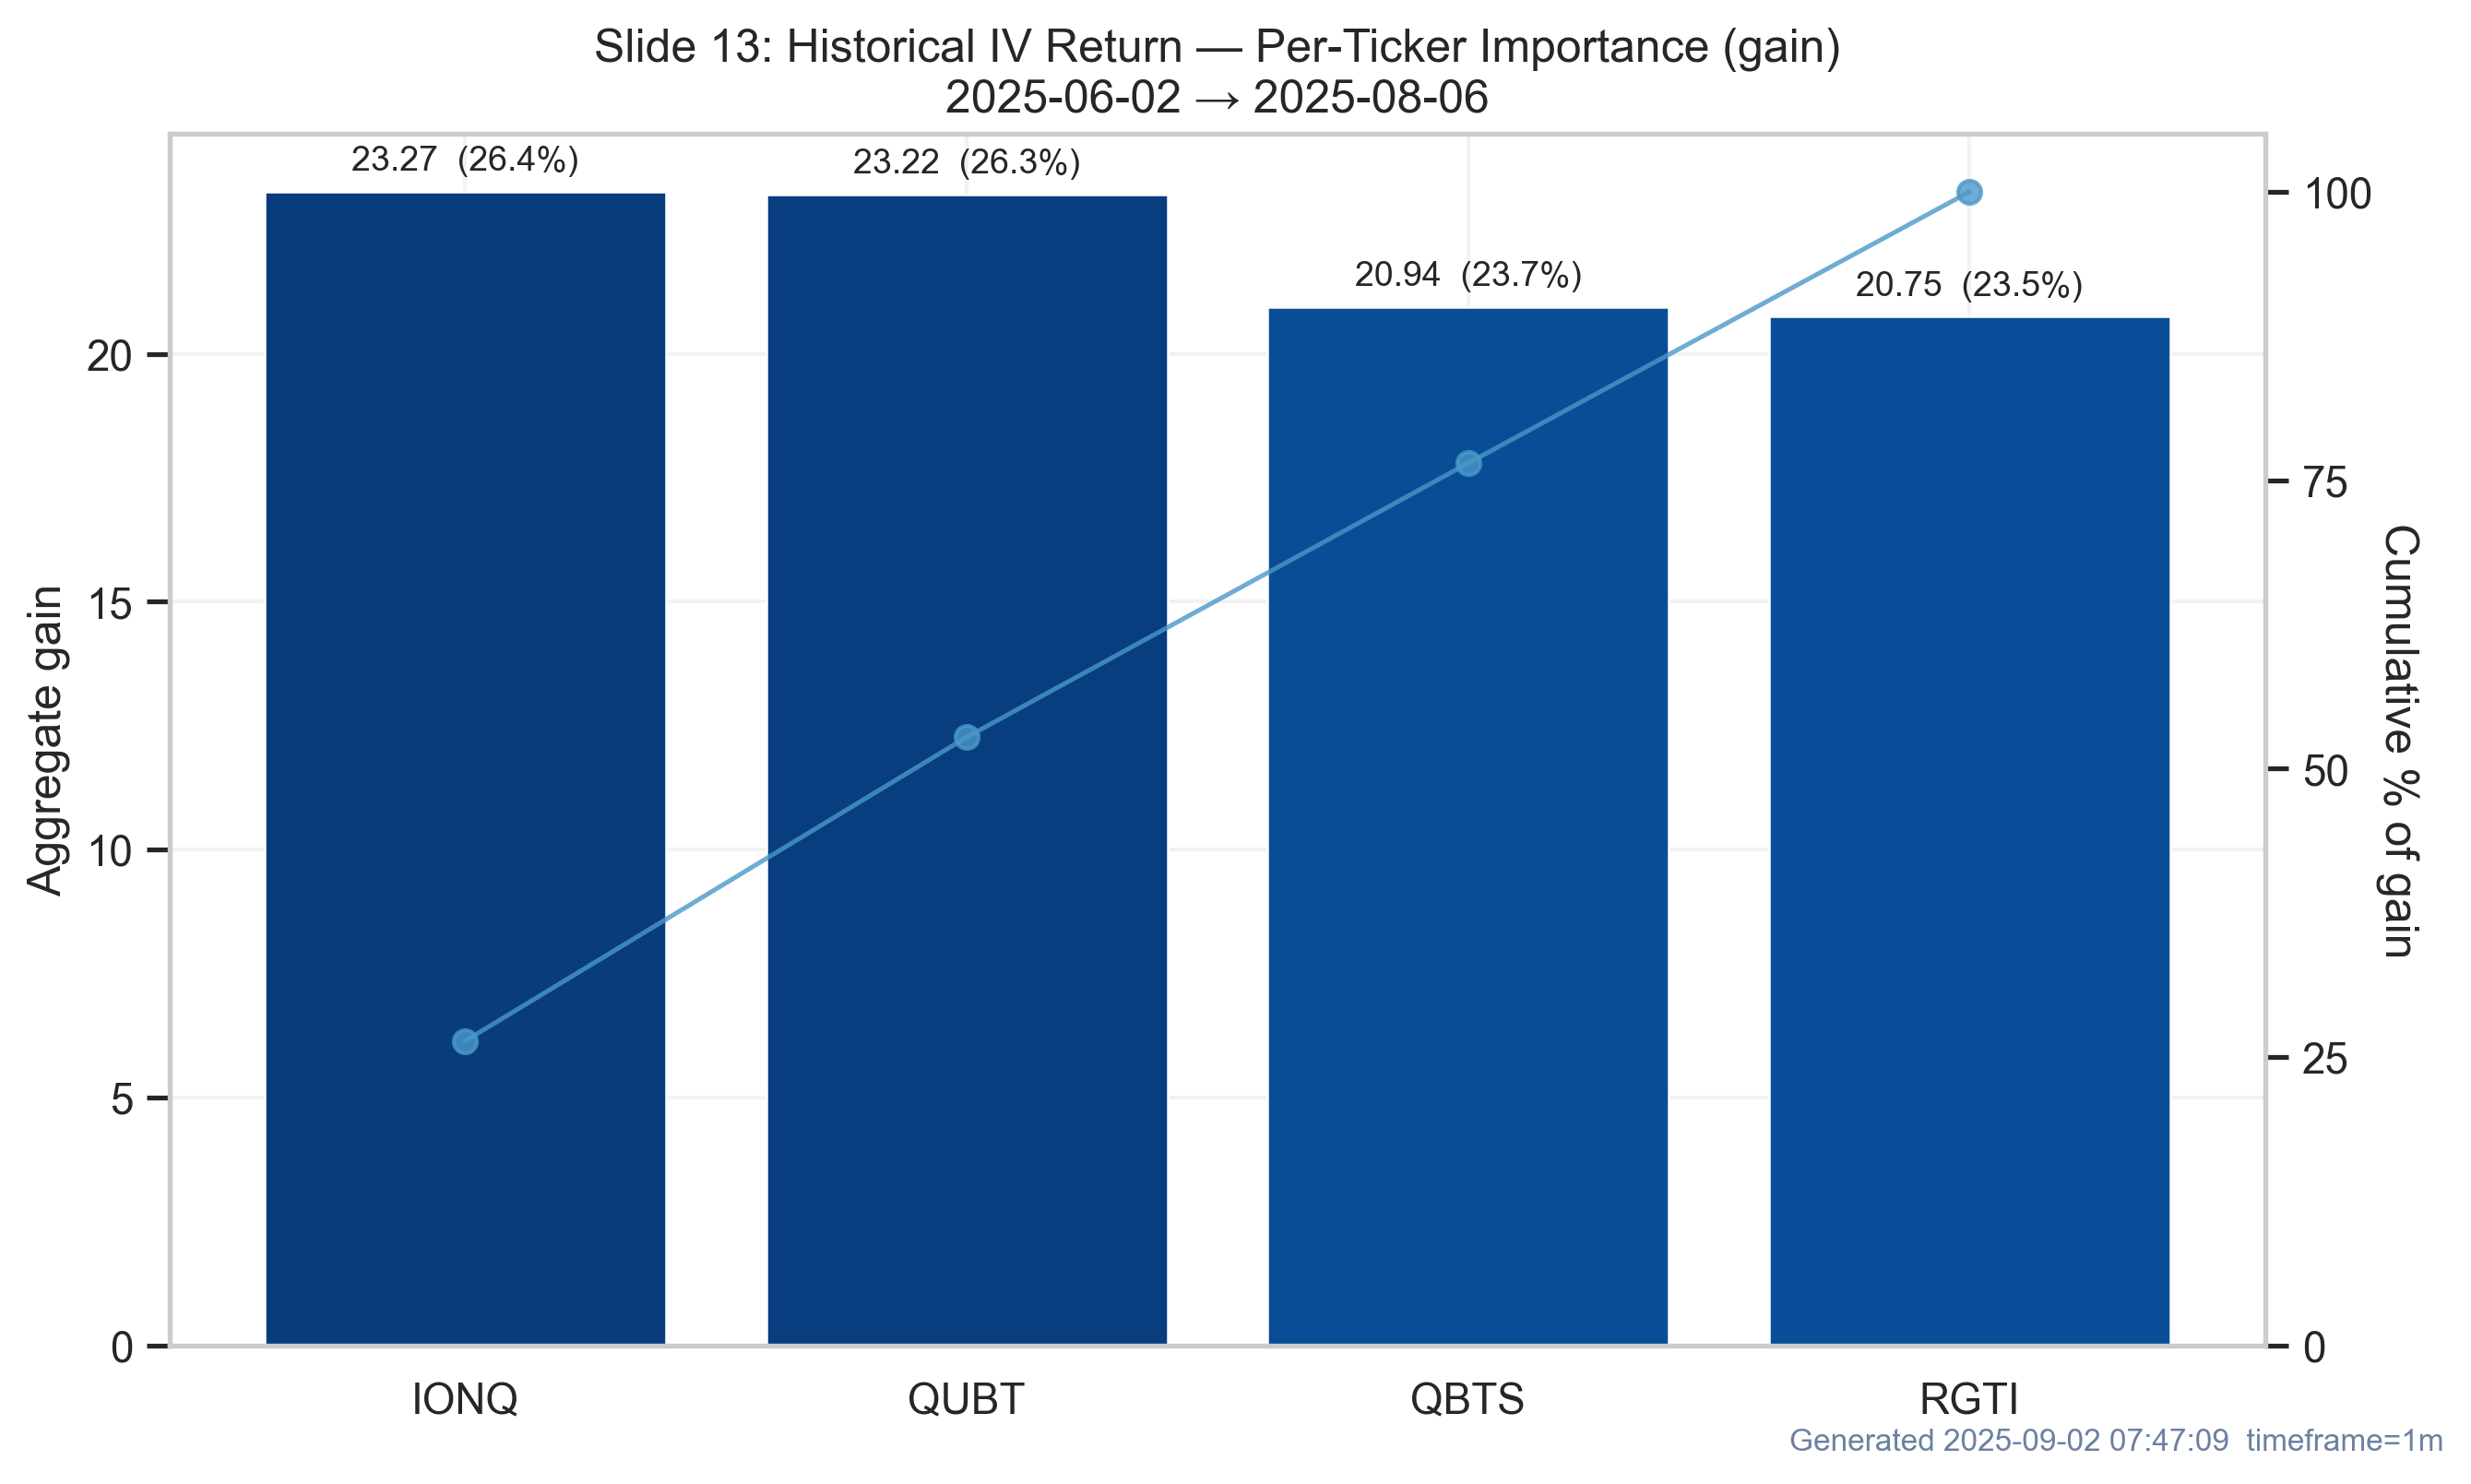 Slide 13: Historical IV Return — Per-Ticker Importance (gain)
2025-06-02 → 2025-08-06
23.27 (26.4%)
23.22 (26.3%)
20.94 (23.7%)
20.75 (23.5%)
Aggregate gain
20
15
10
5
0
100
75
50
25
0
Cumulative % of gain
IONQ
QUBT
QBTS
RGTI
Generated 2025-09-02 07:47:09 timeframe=1m